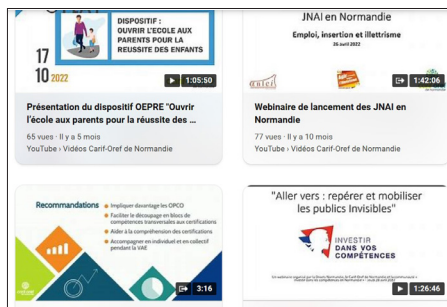 DISPOSITIF :
OUVRIR L'ECOLE AUX
PARENTS POUR LA
REUSSITE DES ENFANTS
17
10 2022
1:05:50
Présentation du dispositif OEPRE "Ouvrir
l'école aux parents pour la réussite des ...
65 vues · Il y a 5 mois
YouTube › Vidéos Carif-Oref de Normandie
JNAI en Normandie
Emploi, insertion et illettrisme
26 avril 2022
1:42:06
Webinaire de lancement des JNAI en
Normandie
77 vues · Il y a 10 mois
YouTube › Vidéos Carif-Oref de Normandie
Recommandations
Impliquer davantage les OPCO
Faciliter le découpage en blocs de
compétences transversales aux certifications
Aider à la compréhension des certifications
Accompagner en individuel et en collectif
pendant la VAE
3:16
"Aller vers : repérer et mobiliser
les publics Invisibles"
INVESTIR
DANS VOS
COMPÉTENCES
1:26:46